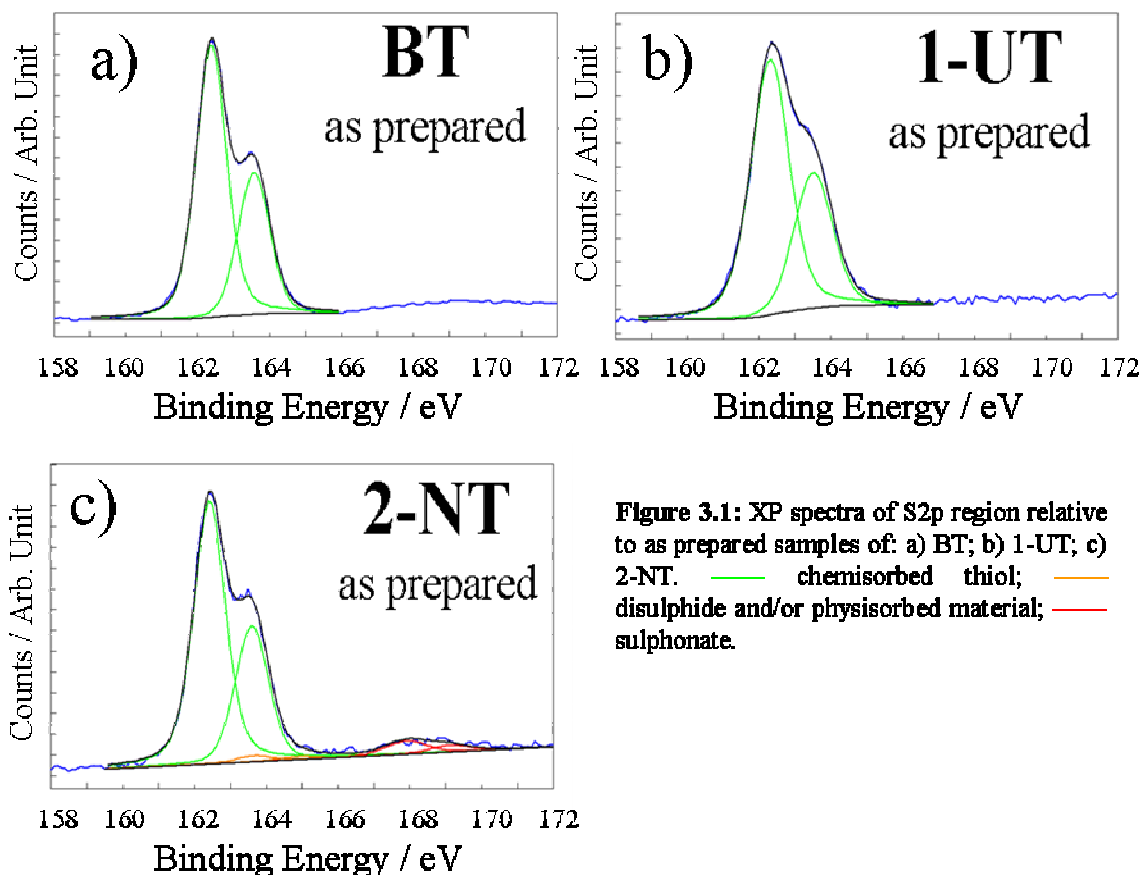 a)
BT
as prepared
Counts / Arb. Unit
158 160 162 164 166 168 170 172
Binding Energy / eV
b)
1-UT
as prepared
Counts / Arb. Unit
158 160 162 164 166 168 170 172
Binding Energy / eV
c)
2-NT
as prepared
Counts / Arb. Unit
158 160 162 164 166 168 170 172
Binding Energy / eV
Figure 3.1: XP spectra of S2p region relative
to as prepared samples of: a) BT; b) 1-UT; c)
2-NT. chemisorbed thiol;
disulphide and/or physisorbed material;
sulphonate.